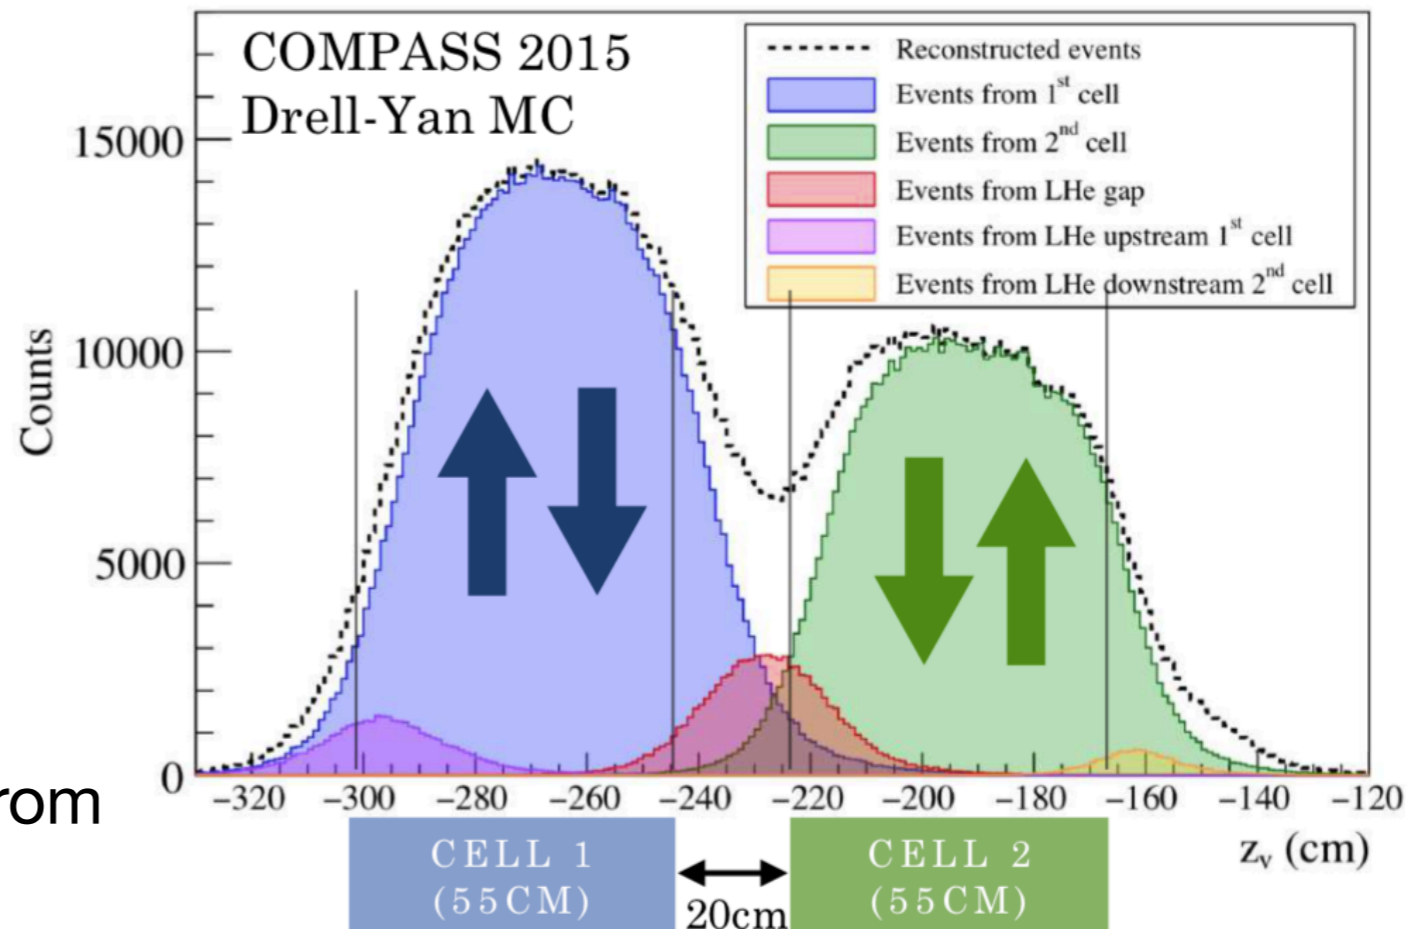 COMPASS 2015
Drell-Yan MC
Reconstructed events
Events from 1st cell
Events from 2nd cell
Events from LHe gap
Events from LHe upstream 1st cell
Events from LHe downstream 2nd cell
Counts
15000
10000
5000
0
−320 −300 −280 −260 −240 −220 −200 −180 −160 −140 −120
zv (cm)
rom
CELL 1
(55CM)
20cm
CELL 2
(55CM)